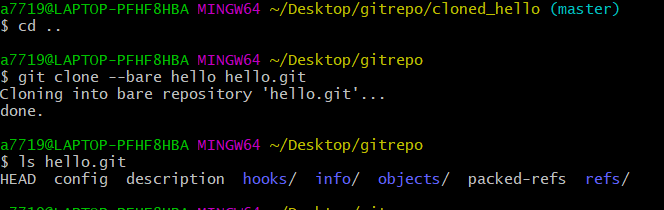 a7719@LAPTOP-PFHF8HBA MINGW64 ~/Desktop/gitrepo/cloned_hello (master)
$ cd ..
a7719@LAPTOP-PFHF8HBA MINGW64 ~/Desktop/gitrepo
$ git clone --bare hello hello.git
Cloning into bare repository 'hello.git'...
done.
a7719@LAPTOP-PFHF8HBA MINGW64 ~/Desktop/gitrepo
$ ls hello.git
HEAD  config  description  hooks/  info/  objects/  packed-refs  refs/